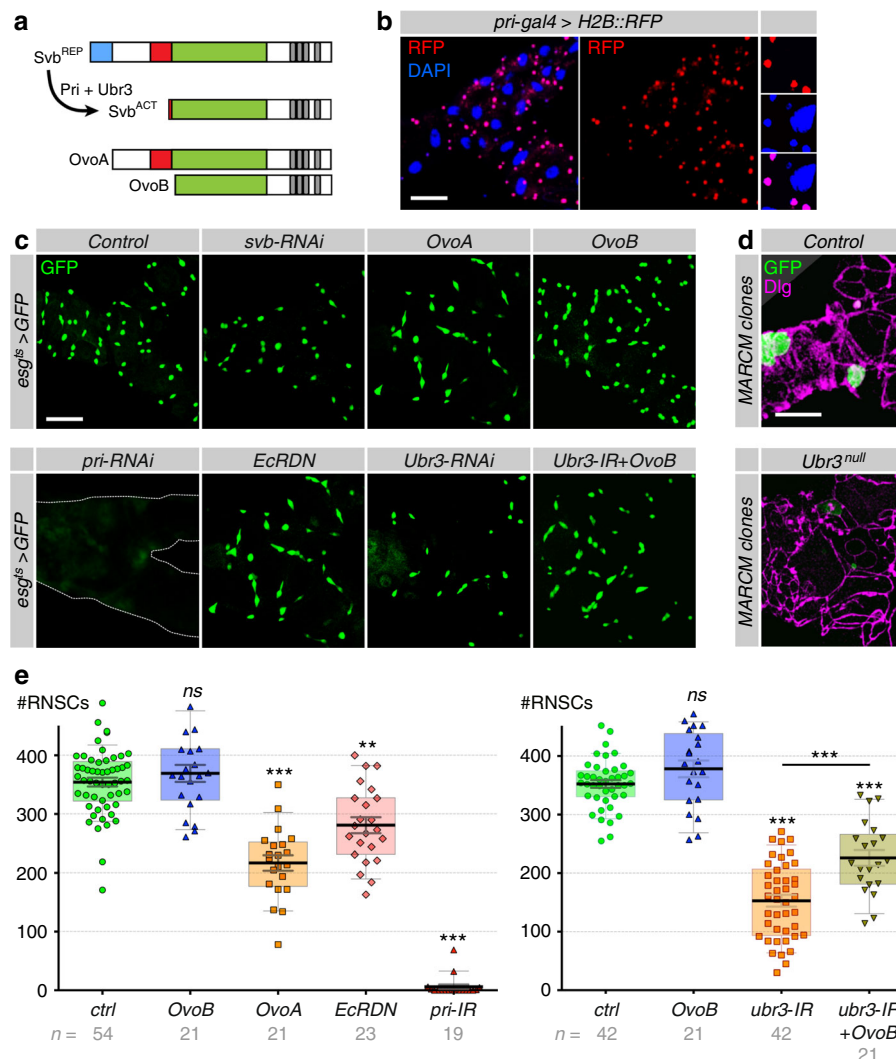 a
Svb^REP
Pri + Ubr3
Svb^ACT
OvoA
OvoB
b
pri-gal4 > H2B::RFP
RFP
DAPI
RFP
c
Control
svb-RNAi
OvoA
OvoB
esg^ts > GFP
GFP
pri-RNAi
EcRDN
Ubr3-RNAi
Ubr3-IR+OvoB
esg^ts > GFP
d
Control
MARCM clones
GFP
Dlg
Ubr3^null
MARCM clones
e
#RNSCs
400
300
200
100
0
ns
***
**
***
ctrl
OvoB
OvoA
EcRDN
pri-IR
n = 54
21
21
23
19
#RNSCs
400
300
200
100
0
ns
***
***
***
ctrl
OvoB
ubr3-IR
ubr3-IR
+OvoB
n = 42
21
42
21